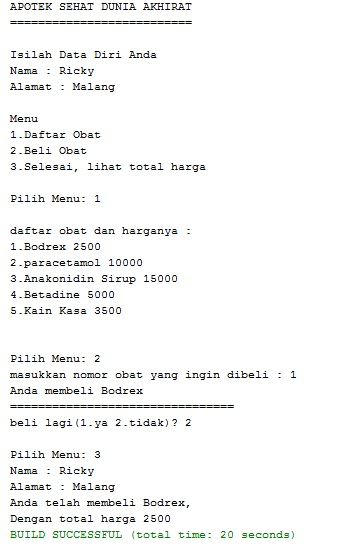 APOTEK SEHAT DUNIA AKHIRAT
==========================
Isilah Data Diri Anda
Nama : Ricky
Alamat : Malang
Menu
1.Daftar Obat
2.Beli Obat
3.Selesai, lihat total harga
Pilih Menu: 1
daftar obat dan harganya :
1.Bodrex 2500
2.paracetamol 10000
3.Anakonidin Sirup 15000
4.Betadine 5000
5.Kain Kasa 3500
Pilih Menu: 2
masukkan nomor obat yang ingin dibeli : 1
Anda membeli Bodrex
================================
beli lagi(1.ya 2.tidak)? 2
Pilih Menu: 3
Nama : Ricky
Alamat : Malang
Anda telah membeli Bodrex,
Dengan total harga 2500
BUILD SUCCESSFUL (total time: 20 seconds)